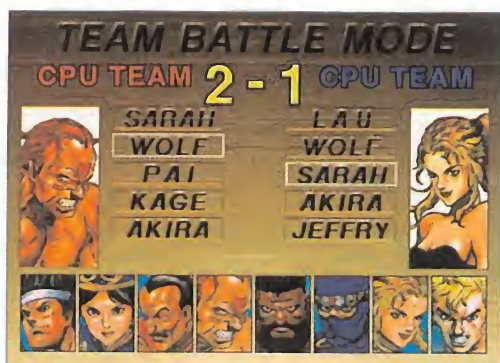 TEAM BATTLE MODE
CPU TEAM 2 - 1 CPU TEAM
SARAH LAU
WOLF WOLF
PAI SARAH
KAGE AKIRA
AKIRA JEFFRY